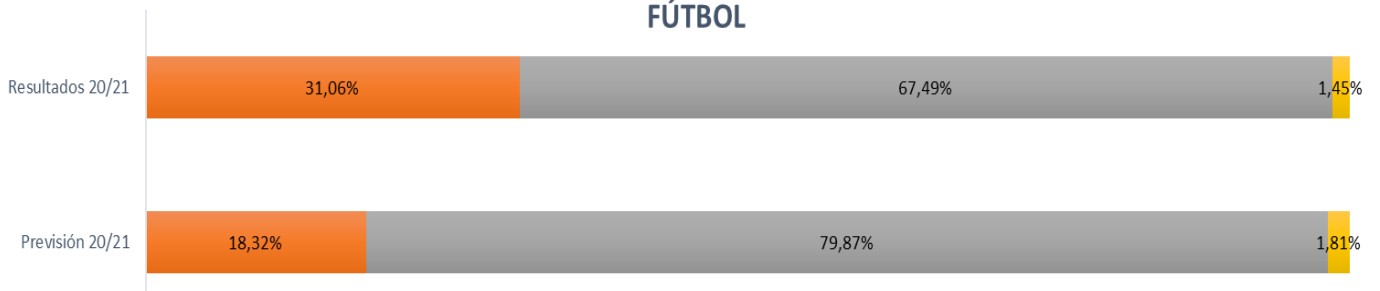 FÚTBOL
Resultados 20/21 31,06% 67,49% 1,45%
Previsión 20/21 18,32% 79,87% 1,81%